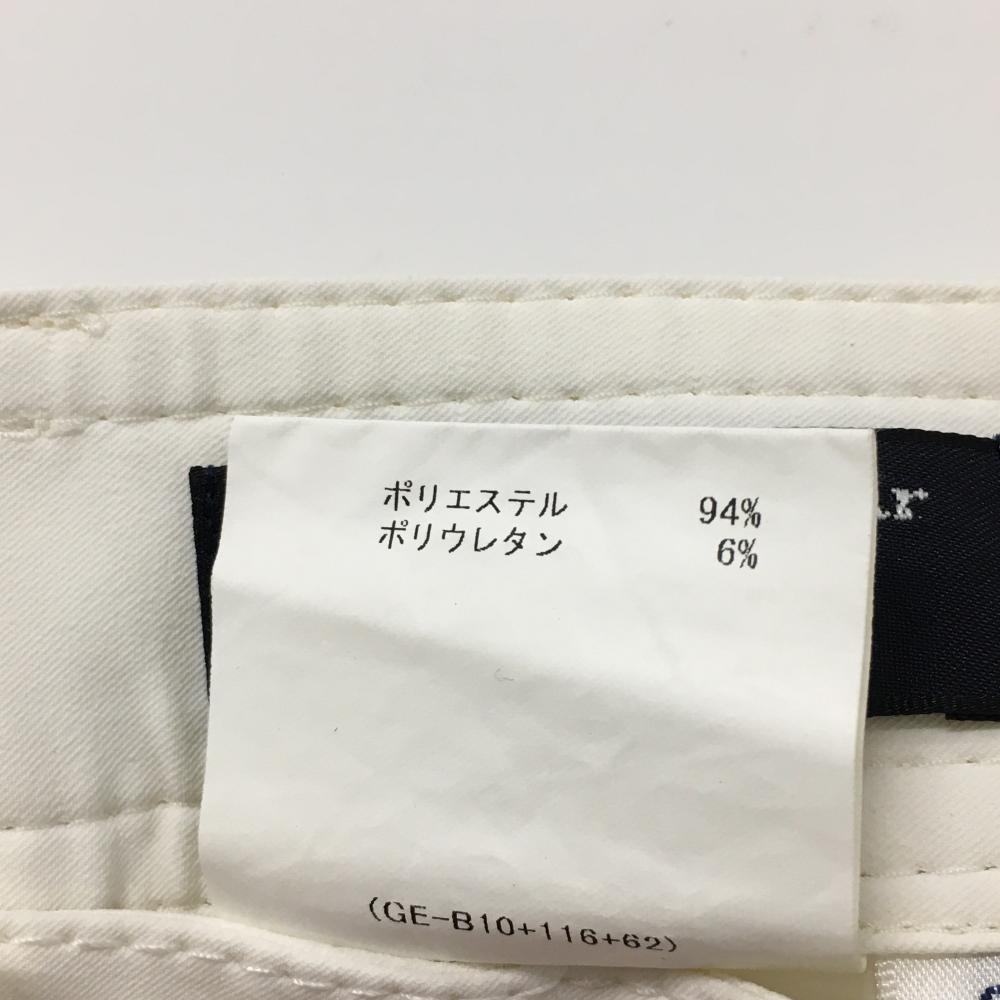 ポリエステル 94%
ポリウレタン 6%
(GE-B10+116+62)